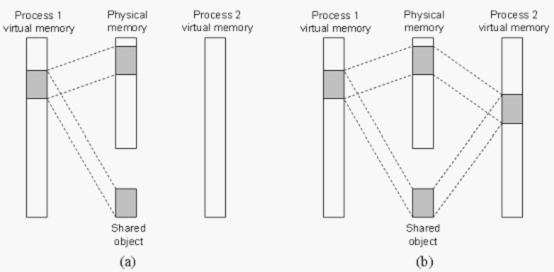 Process 1
virtual memory
Physical
memory
Process 2
virtual memory
Shared
object
(a)
Process 1
virtual memory
Physical
memory
Process 2
virtual memory
Shared
object
(b)